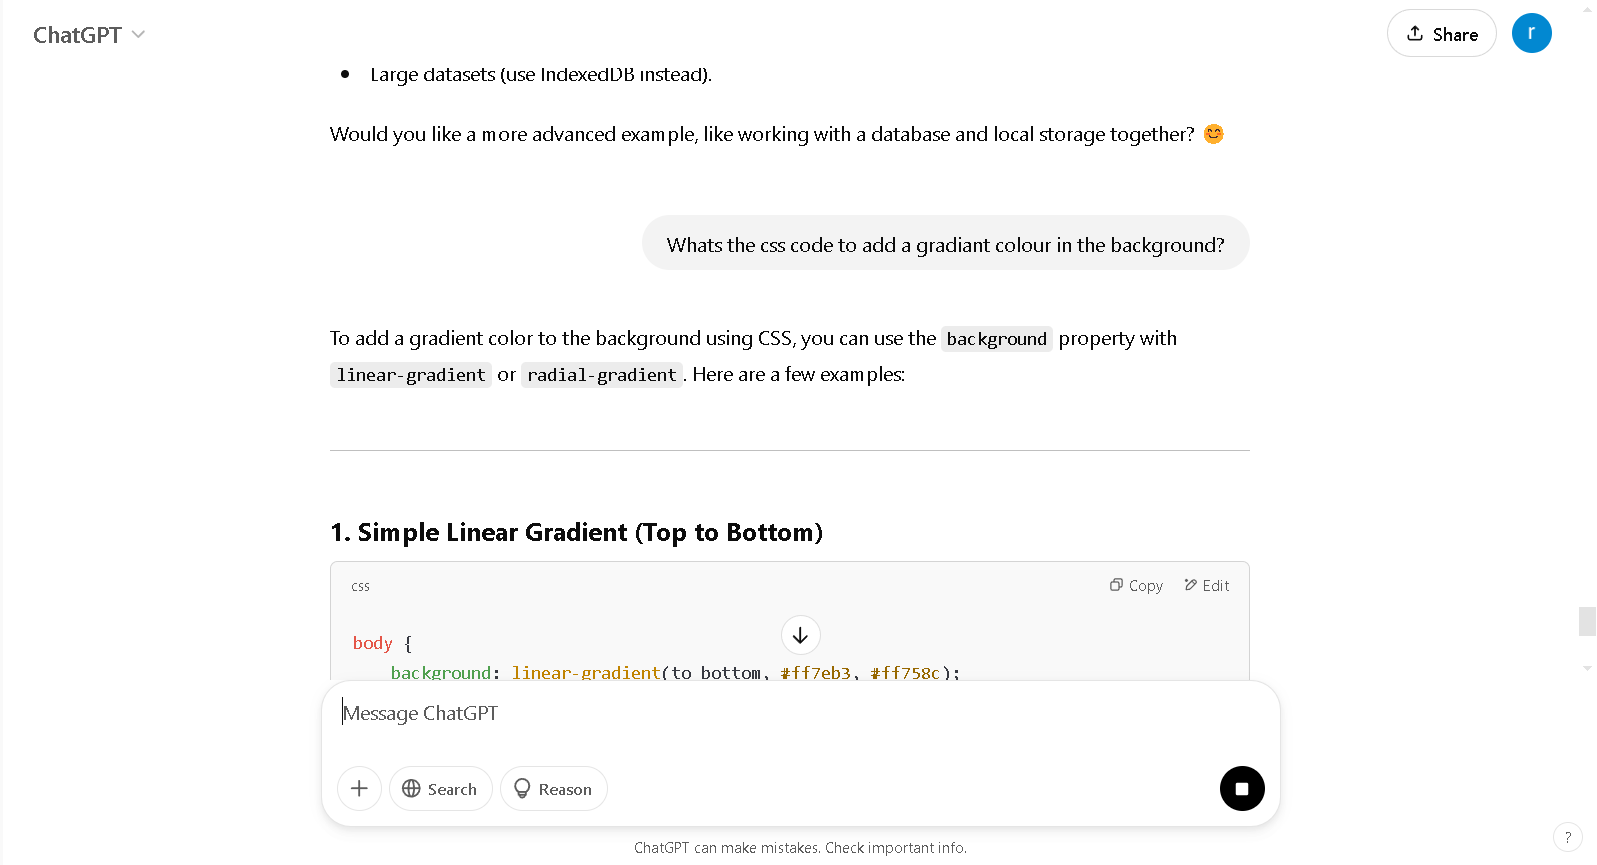 ChatGPT
Share
r
Large datasets (use IndexedDB instead).
Would you like a more advanced example, like working with a database and local storage together? 😊
Whats the css code to add a gradiant colour in the background?
To add a gradient color to the background using CSS, you can use the background property with
linear-gradient or radial-gradient. Here are a few examples:
1. Simple Linear Gradient (Top to Bottom)
css
Copy
Edit
body {
background: linear-gradient(to bottom, #ff7eb3, #ff758c);
Message ChatGPT
Search
Reason
ChatGPT can make mistakes. Check important info.
?